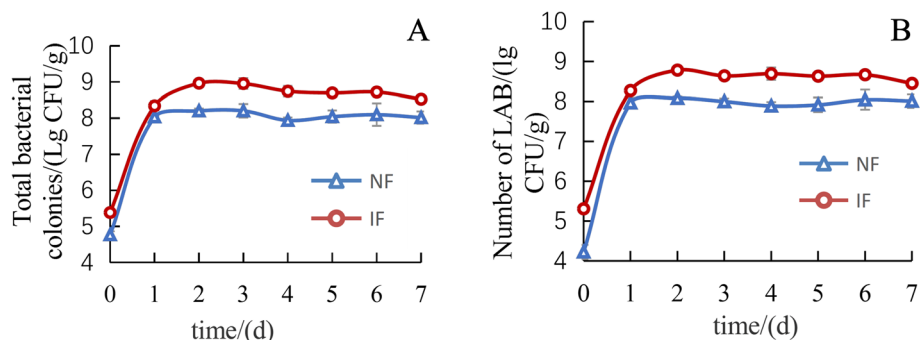 A
Total bacterial
colonies/(Lg CFU/g)
10
9
8
7
6
5
4
NF
IF
0 1 2 3 4 5 6 7
time/(d)
B
Number of LAB/(lg
CFU/g)
10
9
8
7
6
5
4
NF
IF
0 1 2 3 4 5 6 7
time/(d)